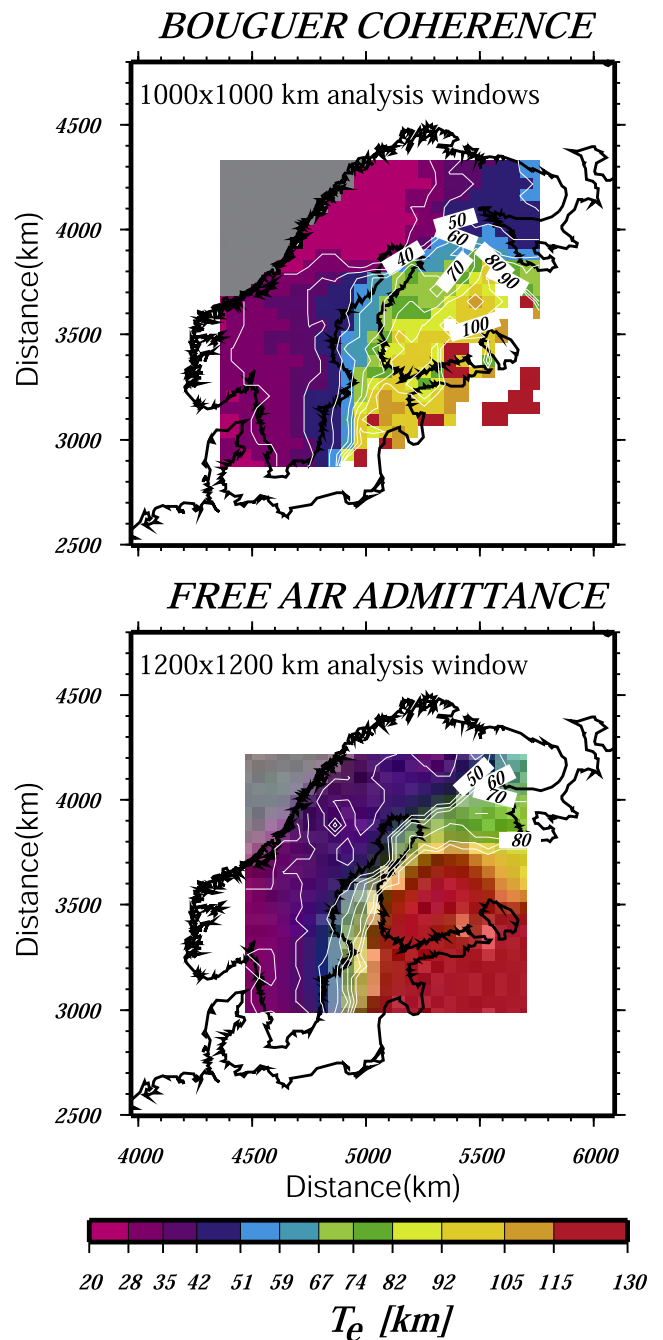 BOUGUER COHERENCE
1000x1000 km analysis windows
4500
4000
3500
3000
2500
Distance(km)
50
60
40
70
80
90
100
FREE AIR ADMITTANCE
1200x1200 km analysis window
4500
4000
3500
3000
2500
Distance(km)
50
60
70
80
4000 4500 5000 5500 6000
Distance(km)
20 28 35 42 51 59 67 74 82 92 105 115 130
Te [km]